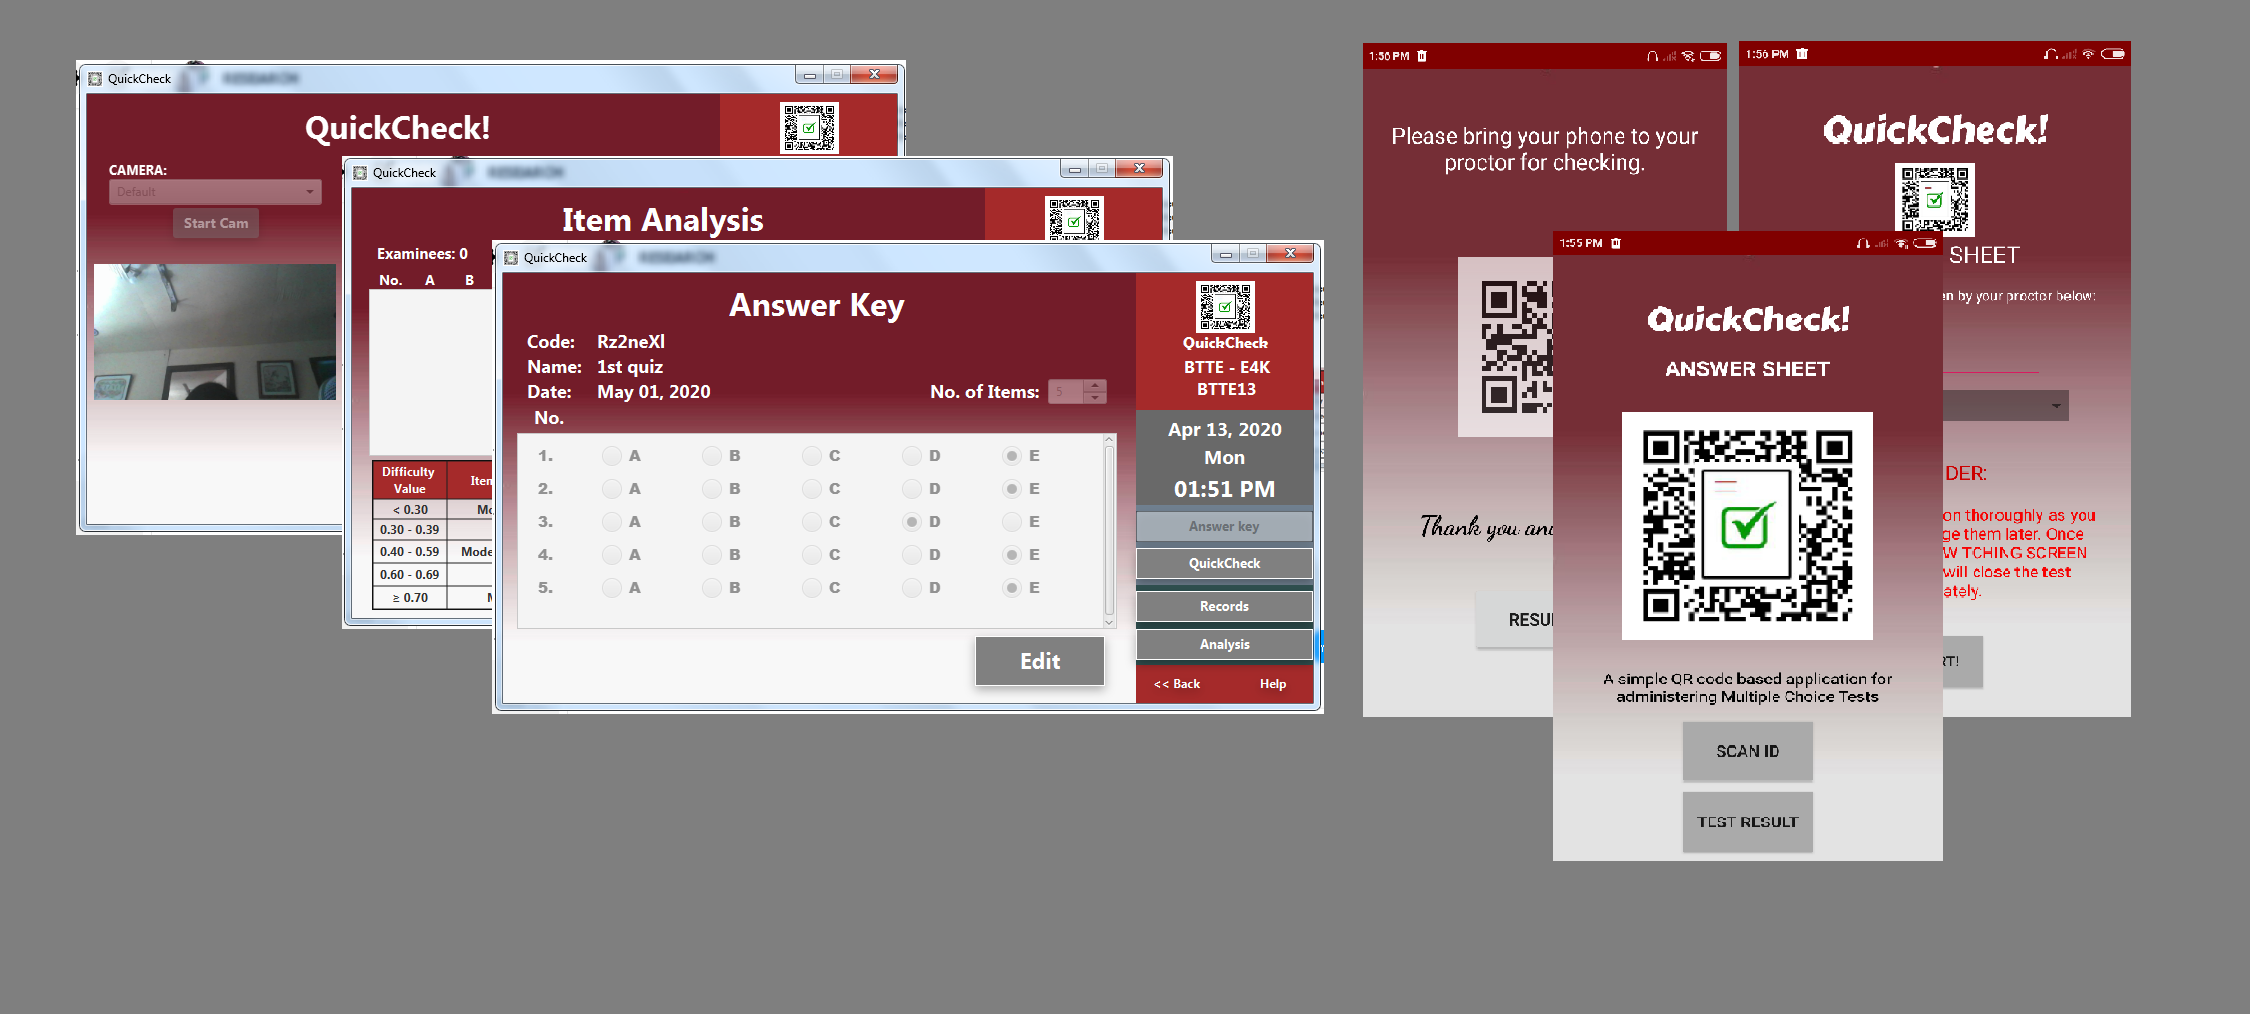 QuickCheck
RESEARCH
QuickCheck!
CAMERA:
Default
Start Cam
QuickCheck
RESEARCH
Item Analysis
Examinees: 0
No. A B
Difficulty Value
< 0.30
0.30 - 0.39
0.40 - 0.59
0.60 - 0.69
≥ 0.70
QuickCheck
RESEARCH
Answer Key
Code: Rz2neXl
Name: 1st quiz
Date: May 01, 2020
No. of Items: 5
No.
1. A B C D E
2. A B C D E
3. A B C D E
4. A B C D E
5. A B C D E
Edit
QuickCheck
BTTE - E4K
BTTE13
Apr 13, 2020
Mon
01:51 PM
Answer key
QuickCheck
Records
Analysis
<< Back Help
1:56 PM
Please bring your phone to your
proctor for checking.
Thank you an
RESU
1:56 PM
QuickCheck!
SHEET
en by your proctor below:
DER:
on thoroughly as you
ge them later. Once
W TCHING SCREEN
will close the test
ately.
RT!
1:55 PM
QuickCheck!
ANSWER SHEET
A simple QR code based application for
administering Multiple Choice Tests
SCAN ID
TEST RESULT